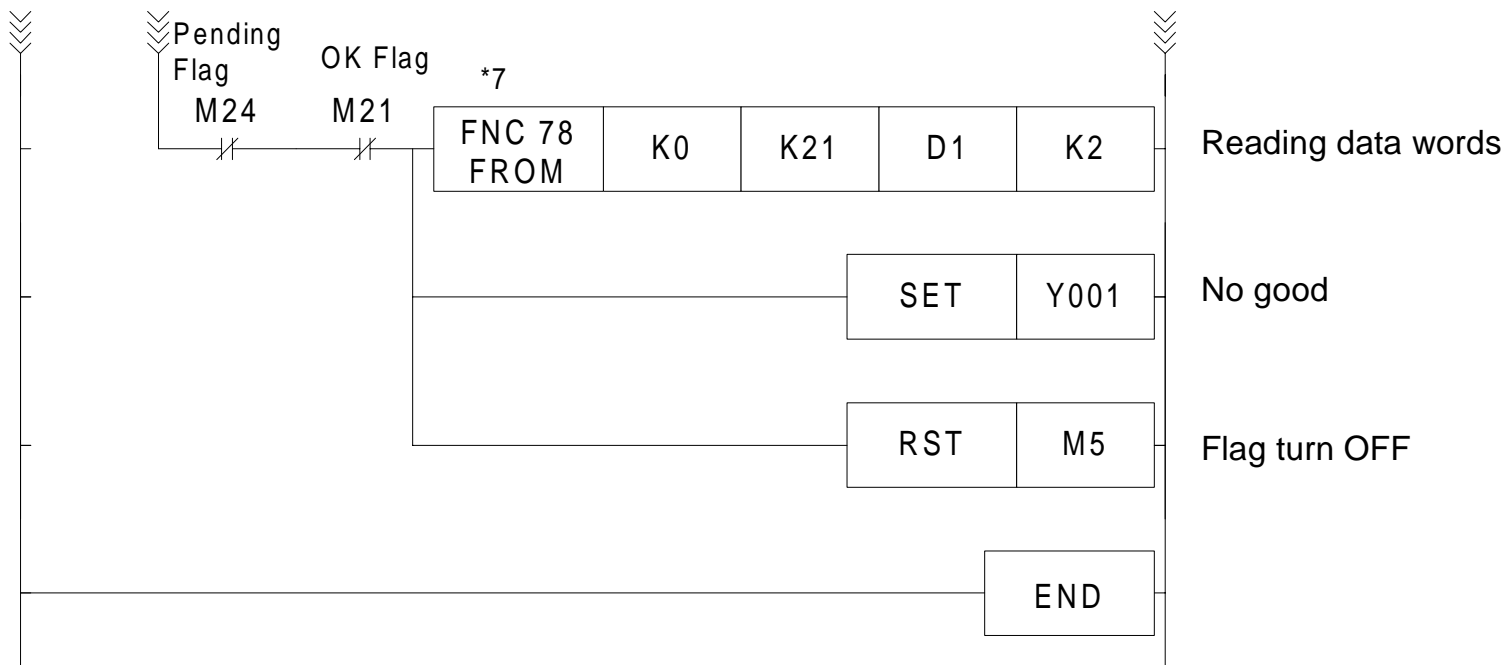 Pending
Flag
OK Flag
*7
M24
M21
FNC 78
FROM
K0
K21
D1
K2
Reading data words
SET
Y001
No good
RST
M5
Flag turn OFF
END